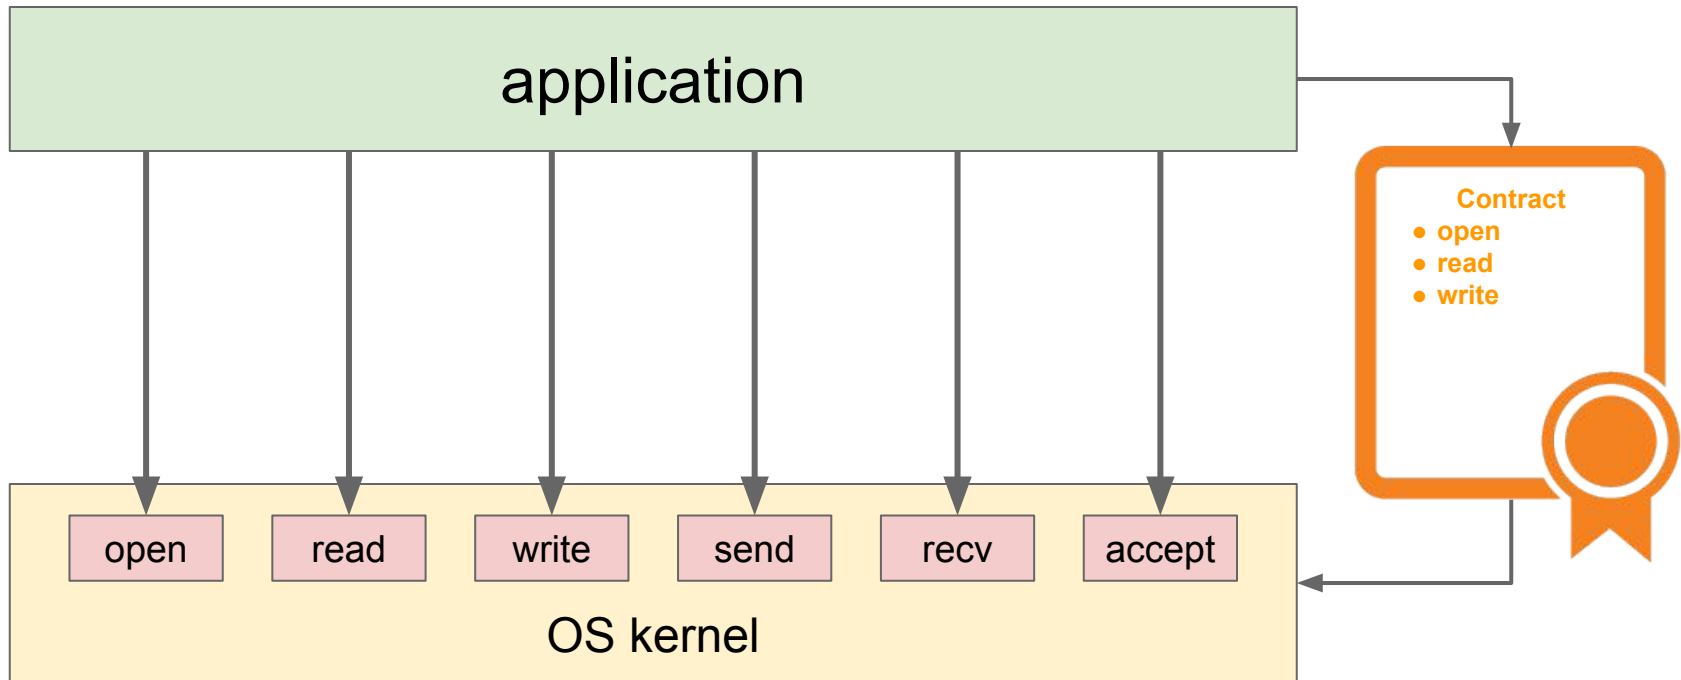 application
Contract
● open
● read
● write
open read write send recv accept
OS kernel